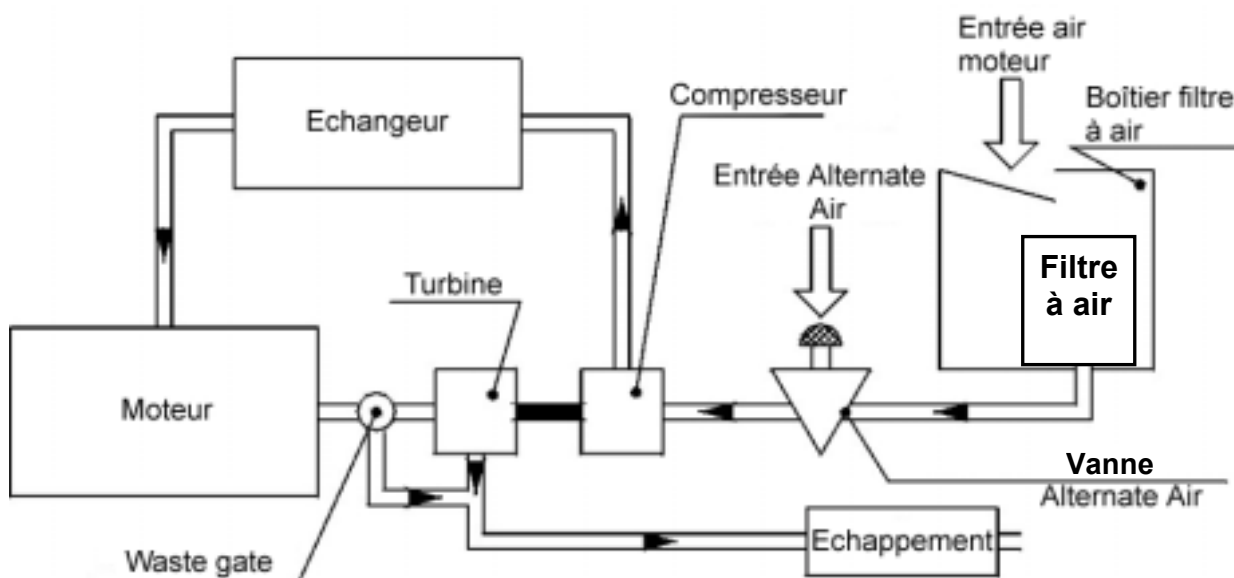 Entrée air
moteur
Boîtier filtre
à air
Compresseur
Echangeur
Entrée Alternate
Air
Filtre
à air
Turbine
Moteur
Vanne
Alternate Air
Echappement
Waste gate